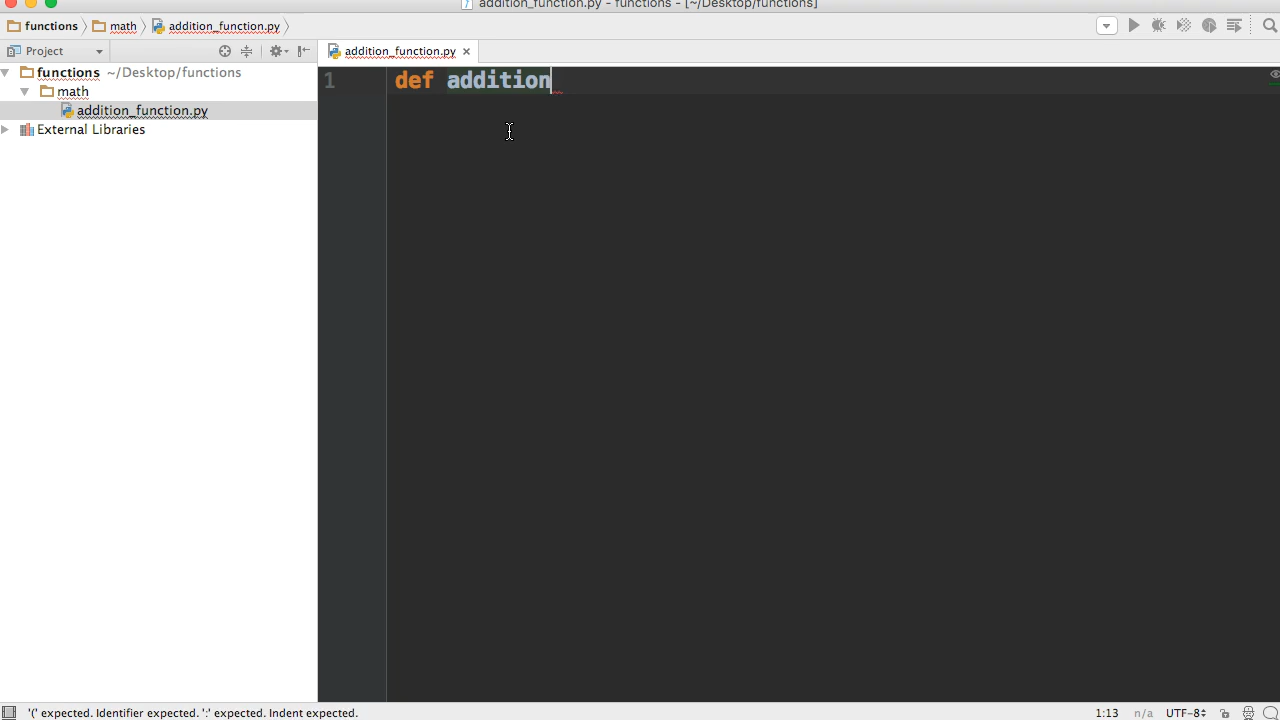 addition_function.py - functions - [~/Desktop/functions]
functions math addition_function.py
Project
addition_function.py
functions ~/Desktop/functions
math
addition_function.py
External Libraries
1 def addition
'(' expected. Identifier expected. ':' expected. Indent expected.
1:13 n/a UTF-8